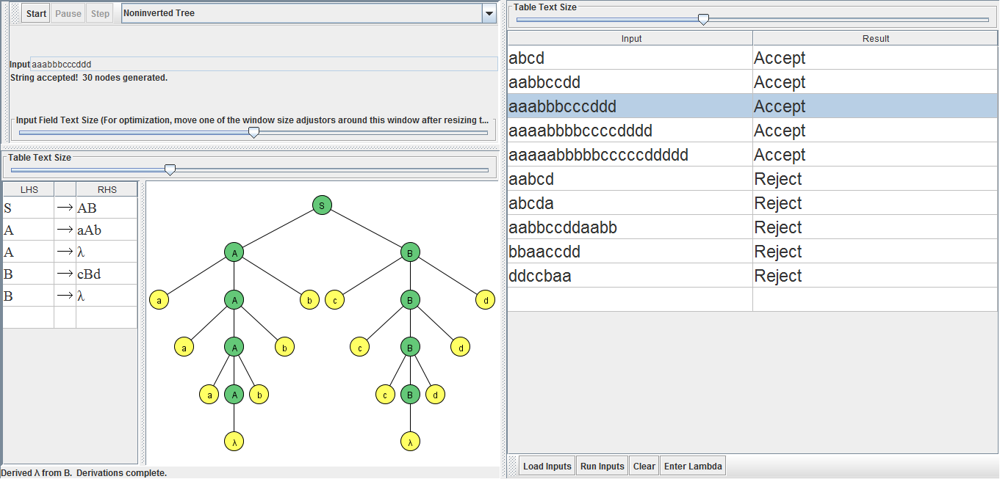 Start Pause Step Noninverted Tree
Input aaabbbcccddd
String accepted! 30 nodes generated.
Input Field Text Size (For optimization, move one of the window size adjustors around this window after resizing t...
Table Text Size
LHS RHS
S → AB
A → aAb
A → λ
B → cBd
B → λ
S
A B
a A b c B d
a A b c B d
a A b c B d
λ λ
Derived λ from B. Derivations complete.
Table Text Size
Input Result
abcd Accept
aabbccdd Accept
aaabbbcccddd Accept
aaaabbbbccccdddd Accept
aaaaabbbbbcccccddddd Accept
aabcd Reject
abcda Reject
aabbccddaabb Reject
bbaaccdd Reject
ddccbaa Reject
Load Inputs Run Inputs Clear Enter Lambda